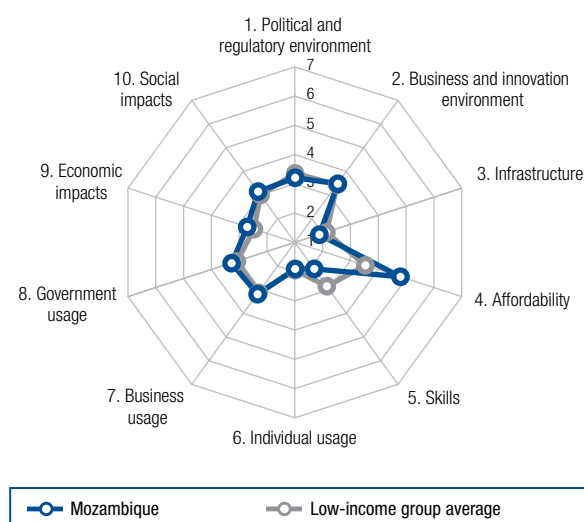 1. Political and
regulatory environment
7
6
5
4
3
2
1
2. Business and innovation
environment
3. Infrastructure
4. Affordability
5. Skills
6. Individual usage
7. Business
usage
8. Government
usage
9. Economic
impacts
10. Social
impacts
Mozambique
Low-income group average